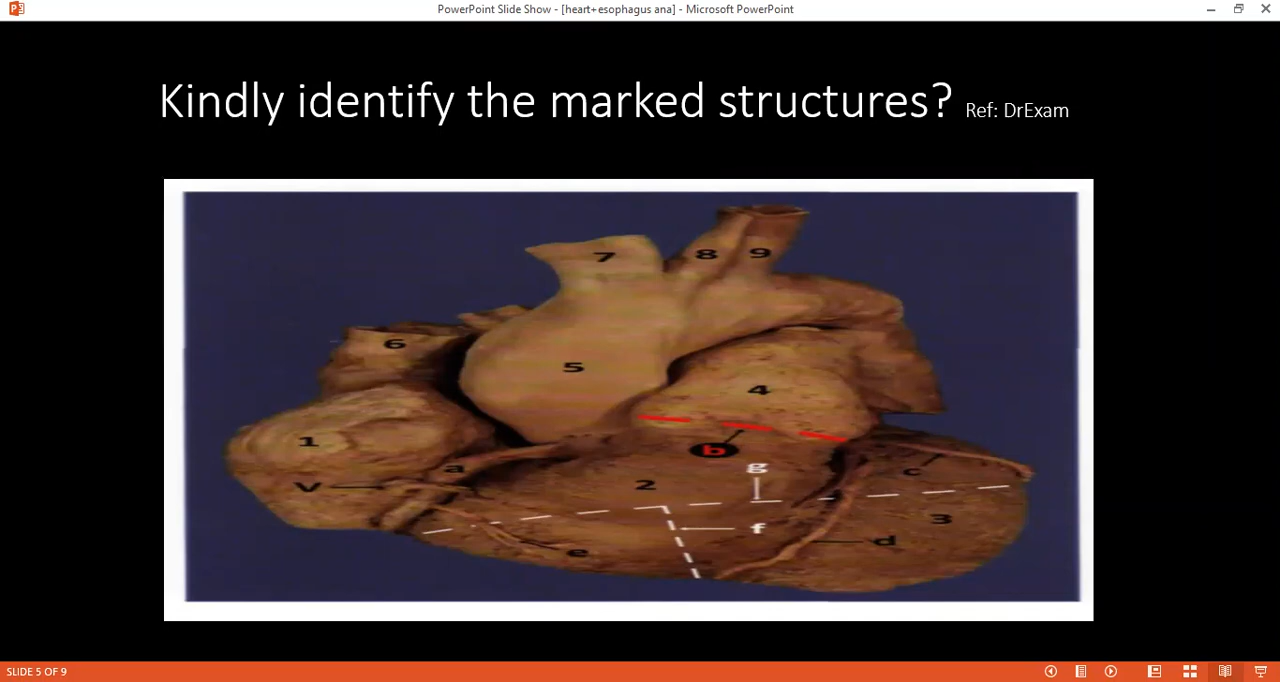 PowerPoint Slide Show - [heart+esophagus ana] - Microsoft PowerPoint
Kindly identify the marked structures? Ref: DrExam
7
8
9
6
5
4
1
b
a
g
c
V
2
3
f
e
d
SLIDE 5 OF 9